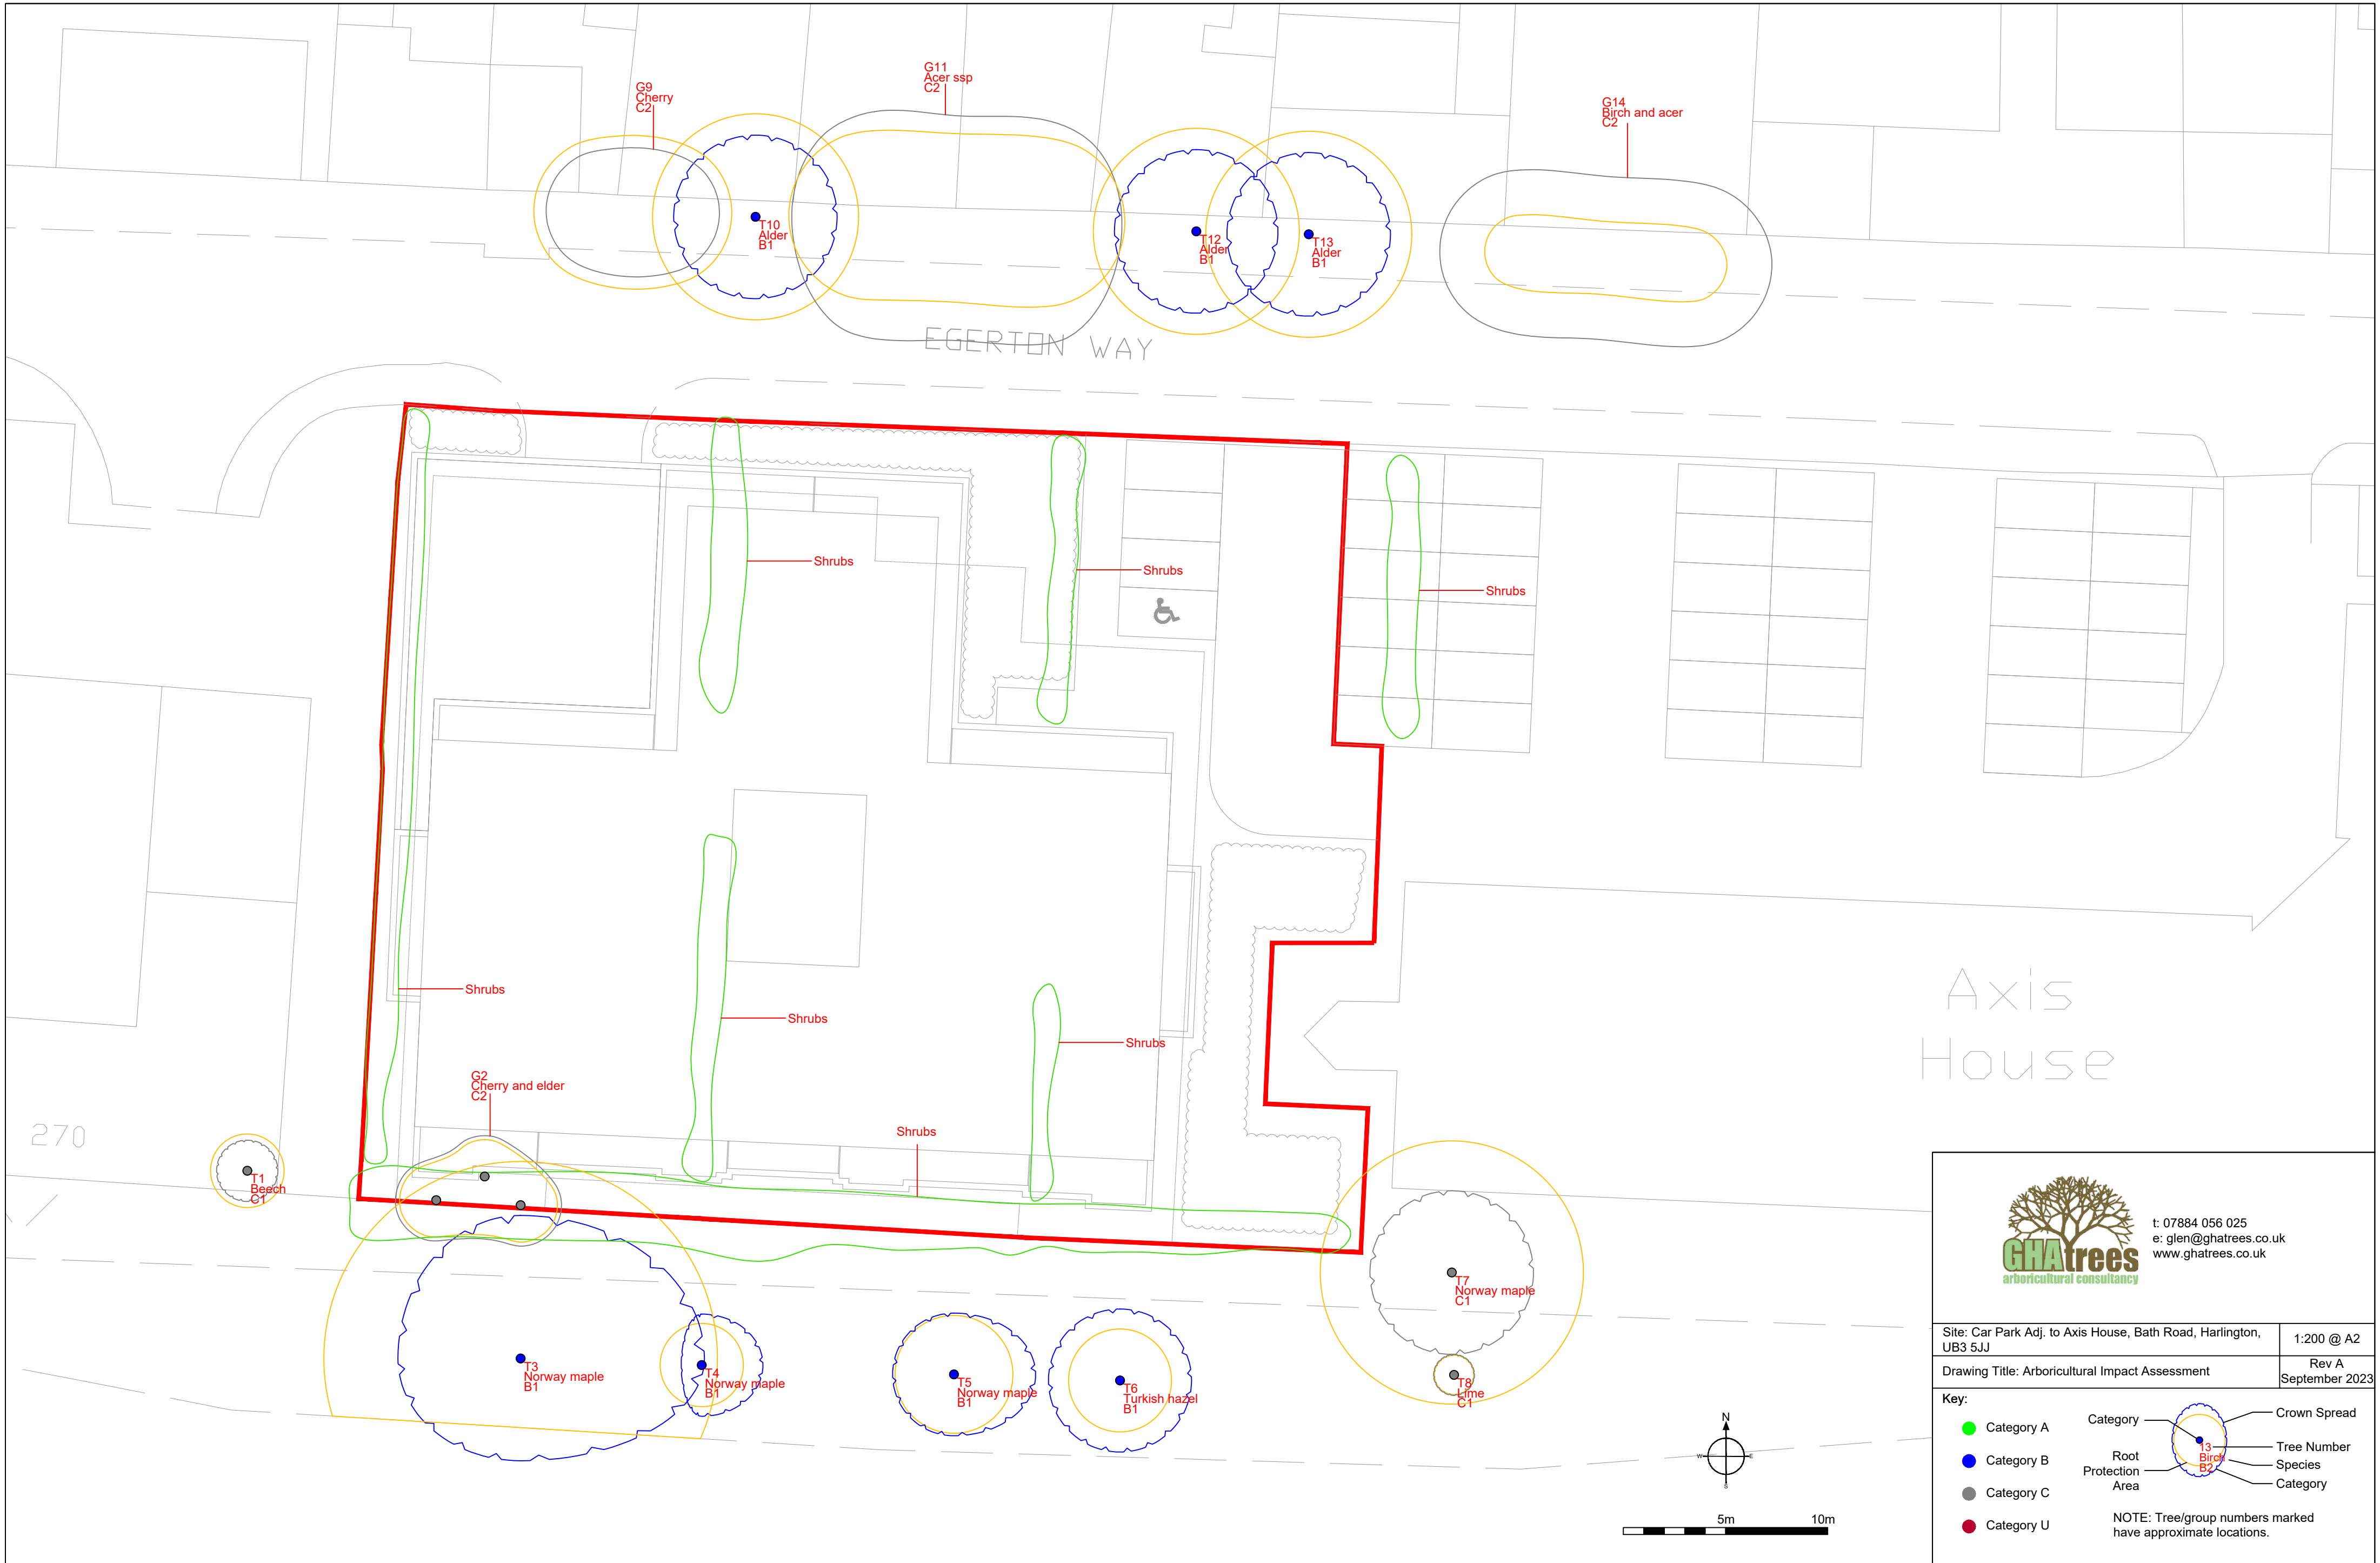 G9
Cherry
C2
G11
Acer ssp
C2
G14
Birch and acer
C2
T10
Alder
B1
T12
Alder
B1
T13
Alder
B1
EGERTON WAY
Shrubs
Shrubs
Shrubs
Shrubs
Shrubs
Shrubs
Shrubs
Axis
House
270
G2
Cherry and elder
C2
T1
Beech
C1
T3
Norway maple
B1
T4
Norway maple
B1
T5
Norway maple
B1
T6
Turkish hazel
B1
T7
Norway maple
C1
T8
Lime
C1
N
W
E
S
5m
10m
GHAtrees
arboricultural consultancy
t: 07884 056 025
e: glen@ghatrees.co.uk
www.ghatrees.co.uk
Site: Car Park Adj. to Axis House, Bath Road, Harlington,
UB3 5JJ
1:200 @ A2
Drawing Title: Arboricultural Impact Assessment
Rev A
September 2023
Key:
Category A
Category B
Category C
Category U
Category
Root
Protection
Area
13
Birch
B2
Crown Spread
Tree Number
Species
Category
NOTE: Tree/group numbers marked
have approximate locations.